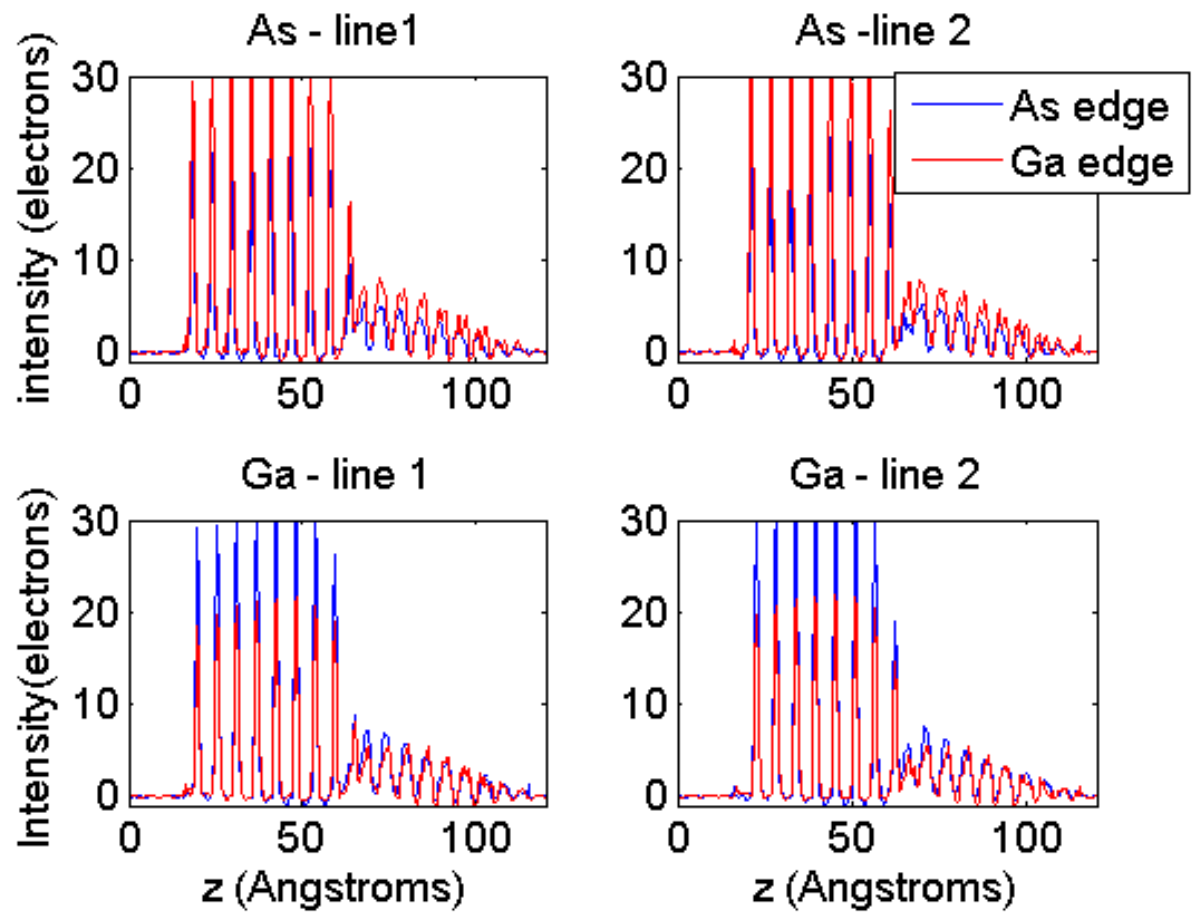 As - line1
As -line 2
As edge
Ga edge
intensity (electrons)
30
20
10
0
0
50
100
30
20
10
0
0
50
100
Ga - line 1
Ga - line 2
Intensity(electrons)
30
20
10
0
0
50
100
z (Angstroms)
30
20
10
0
0
50
100
z (Angstroms)